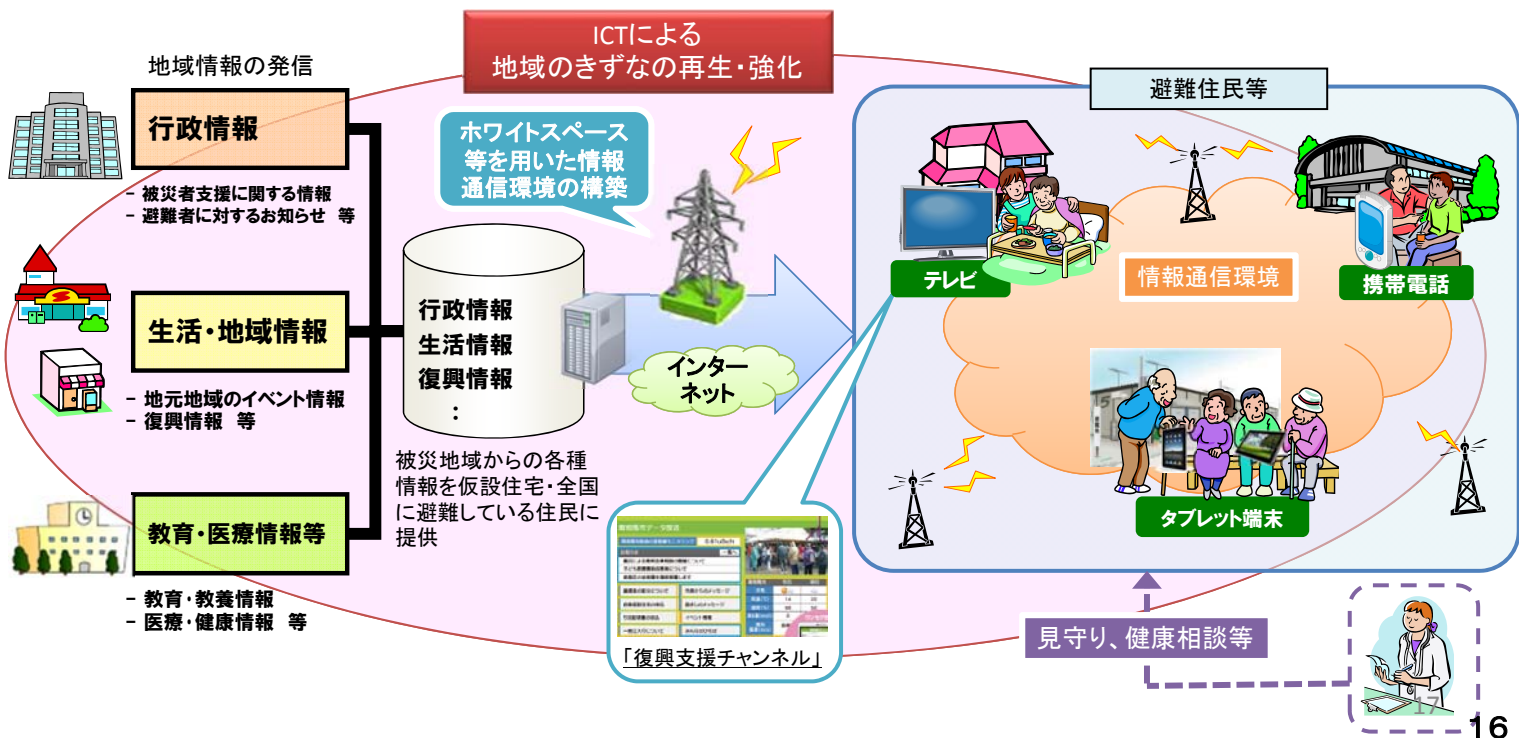 ICTによる
地域のきずなの再生・強化
地域情報の発信
行政情報
- 被災者支援に関する情報
- 避難者に対するお知らせ 等
生活・地域情報
- 地元地域のイベント情報
- 復興情報 等
教育・医療情報等
- 教育・教養情報
- 医療・健康情報 等
行政情報
生活情報
復興情報
:
被災地域からの各種
情報を仮設住宅・全国
に避難している住民に
提供
ホワイトスペース
等を用いた情報
通信環境の構築
インター
ネット
「復興支援チャンネル」
避難住民等
テレビ
情報通信環境
携帯電話
タブレット端末
見守り、健康相談等
17
16